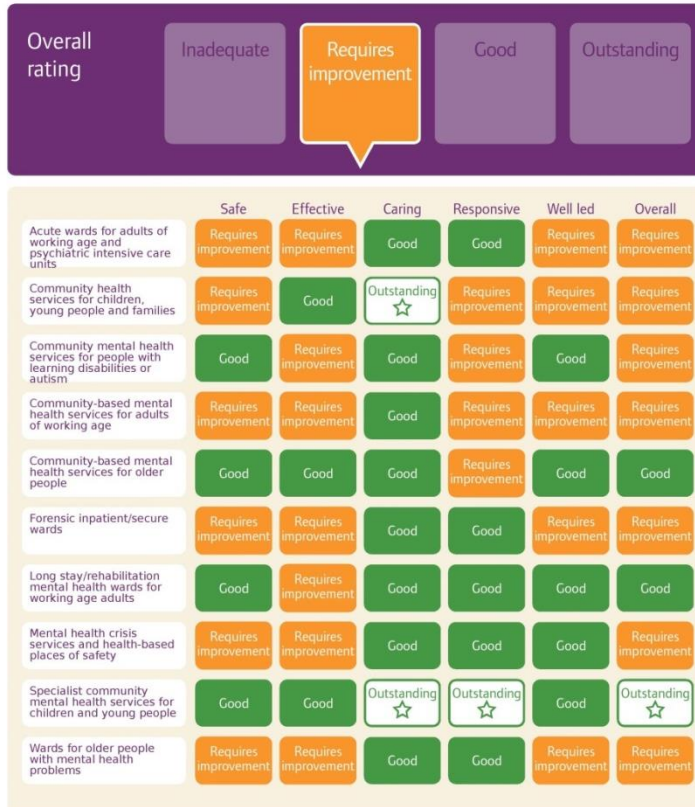 Overall rating
Inadequate
Requires improvement
Good
Outstanding
Safe Effective Caring Responsive Well led Overall
Acute wards for adults of working age and psychiatric intensive care units
Requires improvement Requires improvement Good Good Requires improvement Requires improvement
Community health services for children, young people and families
Requires improvement Good Outstanding Requires improvement Requires improvement Requires improvement
Community mental health services for people with learning disabilities or autism
Good Requires improvement Good Requires improvement Good Requires improvement
Community-based mental health services for adults of working age
Requires improvement Requires improvement Good Requires improvement Requires improvement Requires improvement
Community-based mental health services for older people
Good Good Good Requires improvement Good Good
Forensic inpatient/secure wards
Requires improvement Requires improvement Good Good Requires improvement Requires improvement
Long stay/rehabilitation mental health wards for working age adults
Good Requires improvement Good Good Good Good
Mental health crisis services and health-based places of safety
Requires improvement Requires improvement Good Good Good Requires improvement
Specialist community mental health services for children and young people
Good Good Outstanding Outstanding Good Outstanding
Wards for older people with mental health problems
Requires improvement Requires improvement Good Good Requires improvement Requires improvement